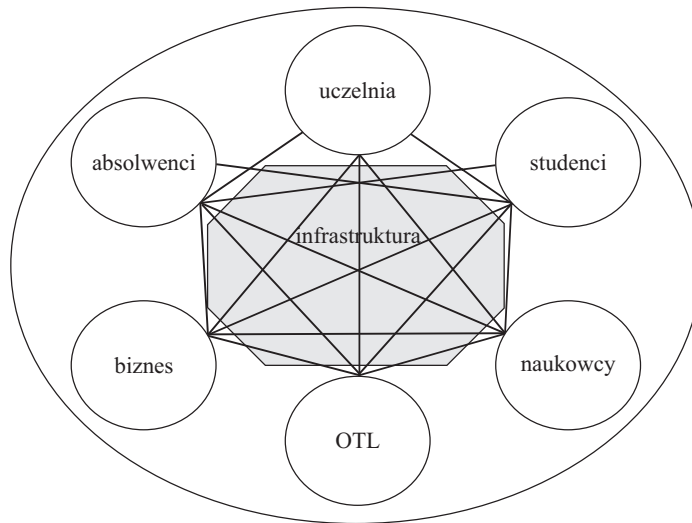 uczelnia
absolwenci
studenci
infrastruktura
biznes
naukowcy
OTL